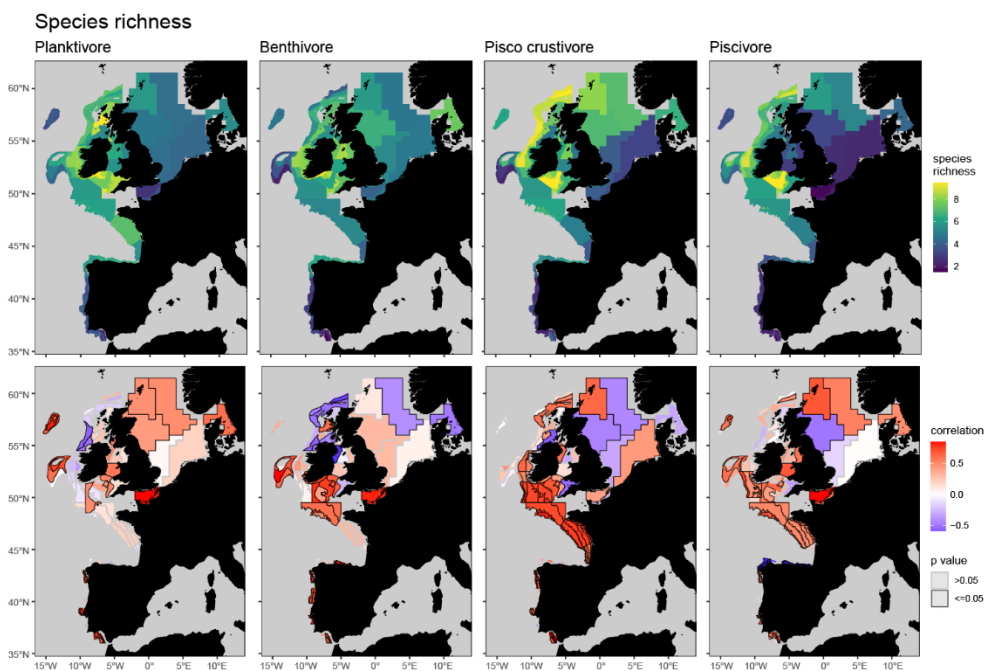 Species richness
Planktivore
Benthivore
Pisco crustivore
Piscivore
60°N
55°N
50°N
45°N
40°N
35°N
species
richness
8
6
4
2
60°N
55°N
50°N
45°N
40°N
35°N
15°W 10°W 5°W 0° 5°E 10°E
15°W 10°W 5°W 0° 5°E 10°E
15°W 10°W 5°W 0° 5°E 10°E
15°W 10°W 5°W 0° 5°E 10°E
correlation
0.5
0.0
−0.5
p value
>0.05
<=0.05